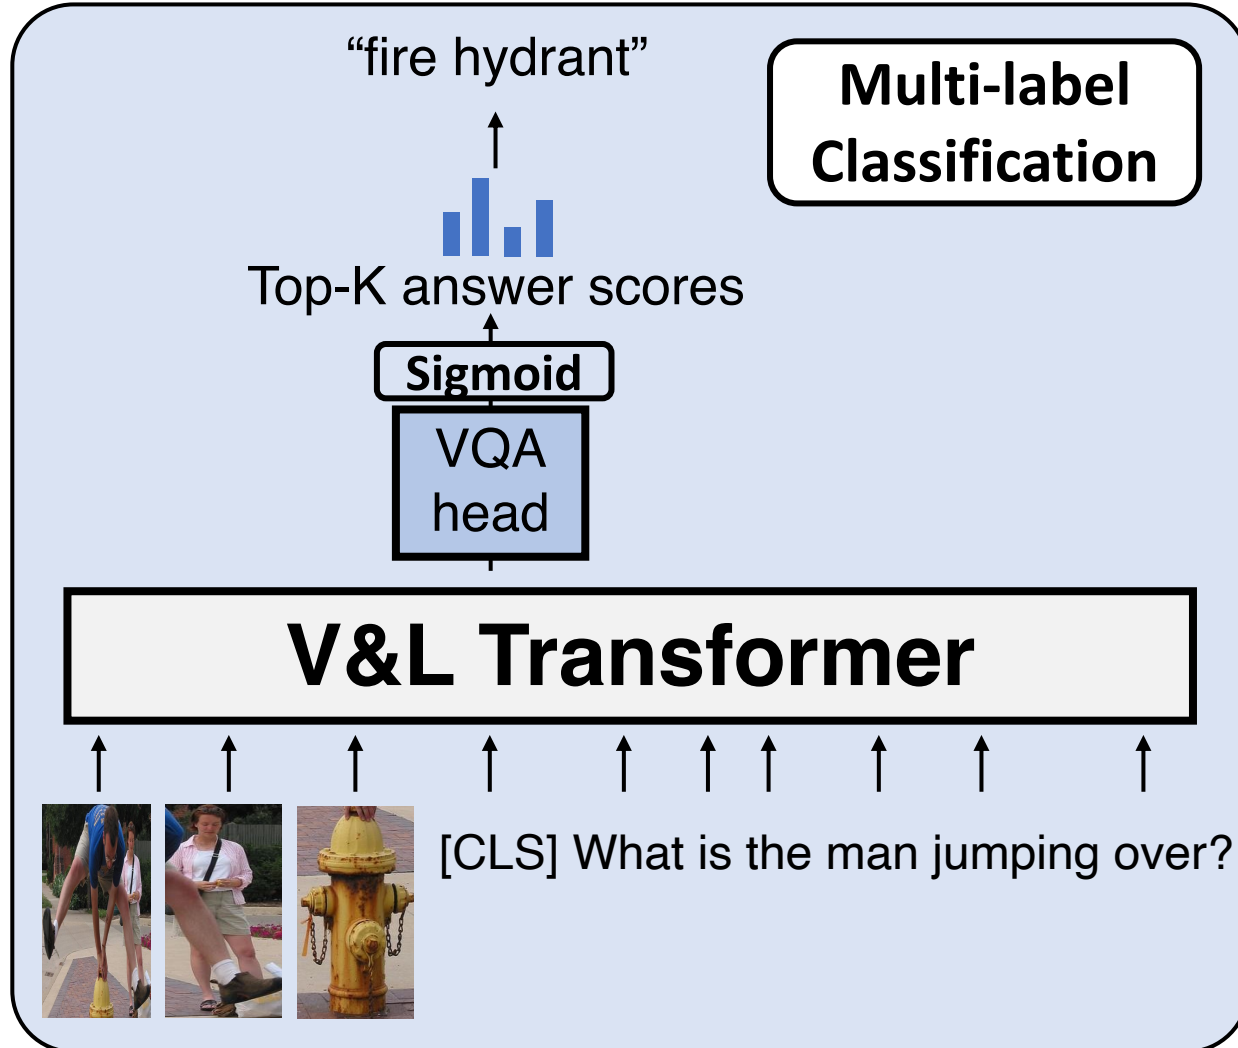 “fire hydrant”
Multi-label
Classification
Top-K answer scores
Sigmoid
VQA
head
V&L Transformer
[CLS] What is the man jumping over?